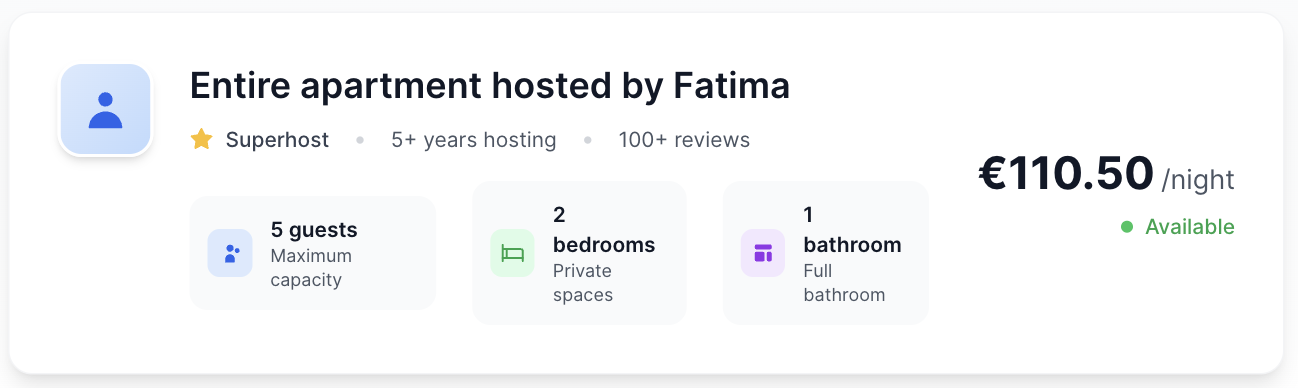 Entire apartment hosted by Fatima
Superhost • 5+ years hosting • 100+ reviews
€110.50 /night
Available
5 guests
Maximum
capacity
2
bedrooms
Private
spaces
1
bathroom
Full
bathroom